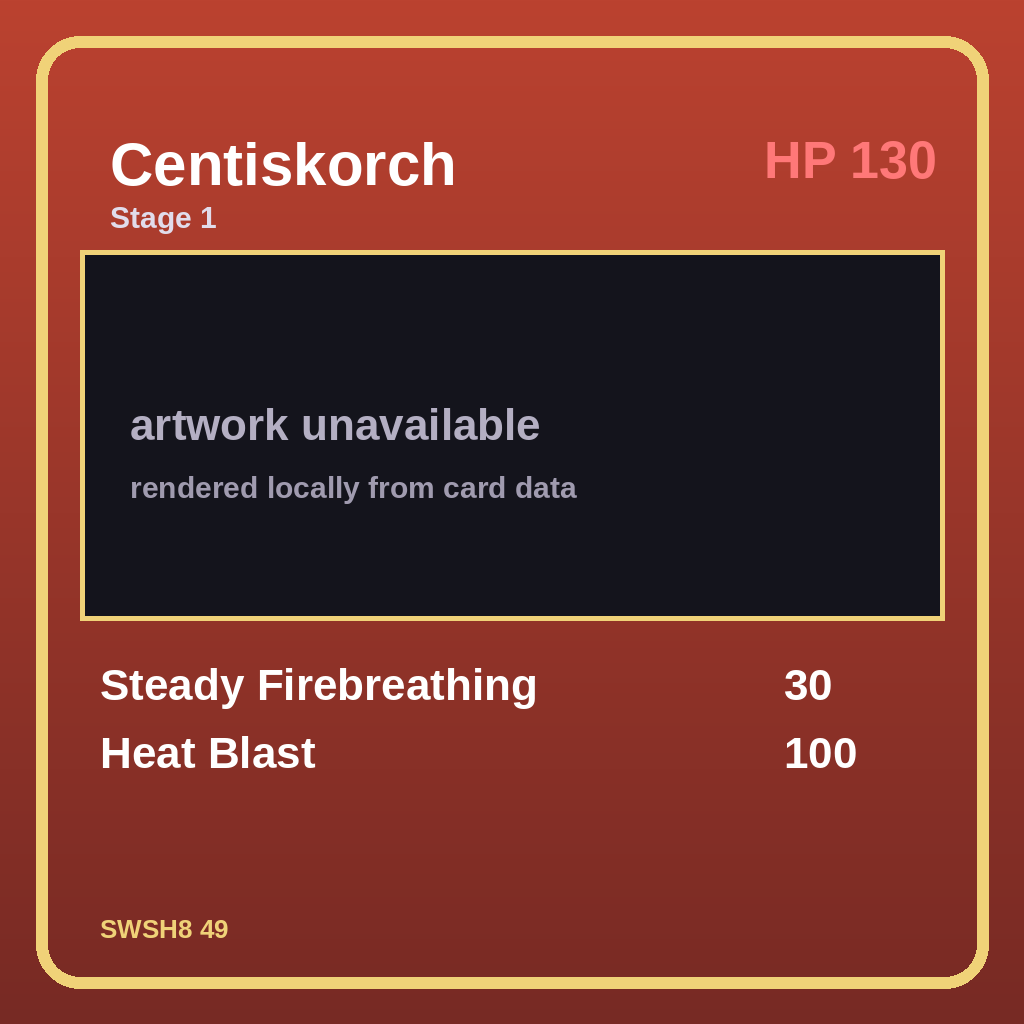 Centiskorch
HP 130
Stage 1
artwork unavailable
rendered locally from card data
Steady Firebreathing 30
Heat Blast 100
SWSH8 49